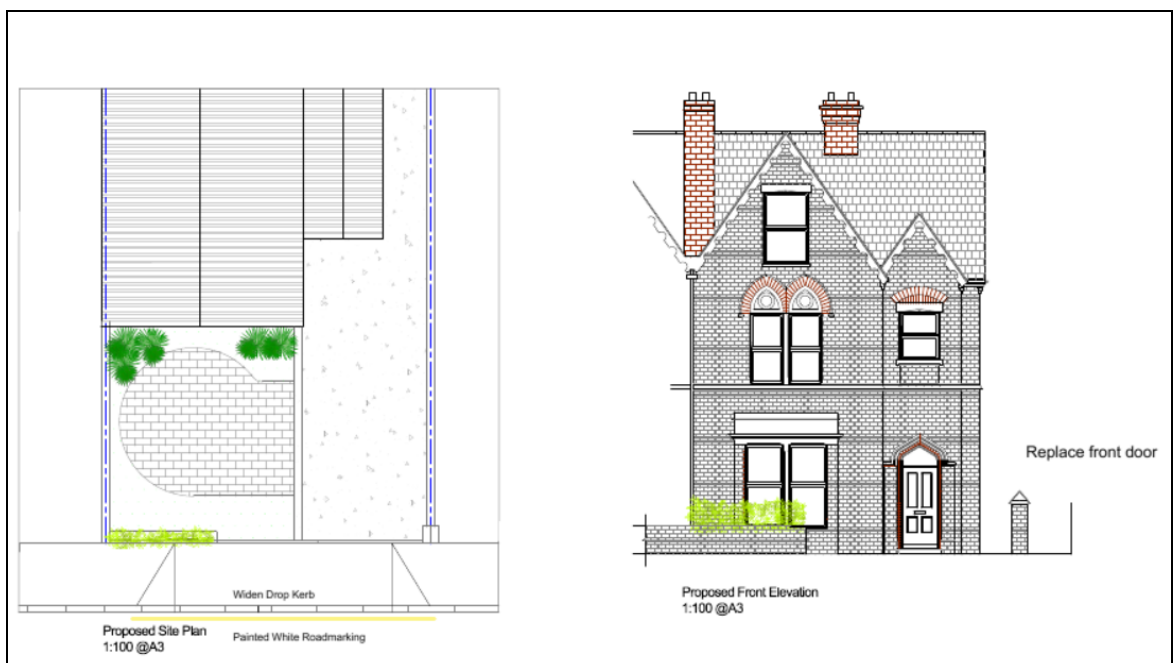 Replace front door
Widen Drop Kerb
Proposed Site Plan
1:100 @A3
Painted White Roadmarking
Proposed Front Elevation
1:100 @A3